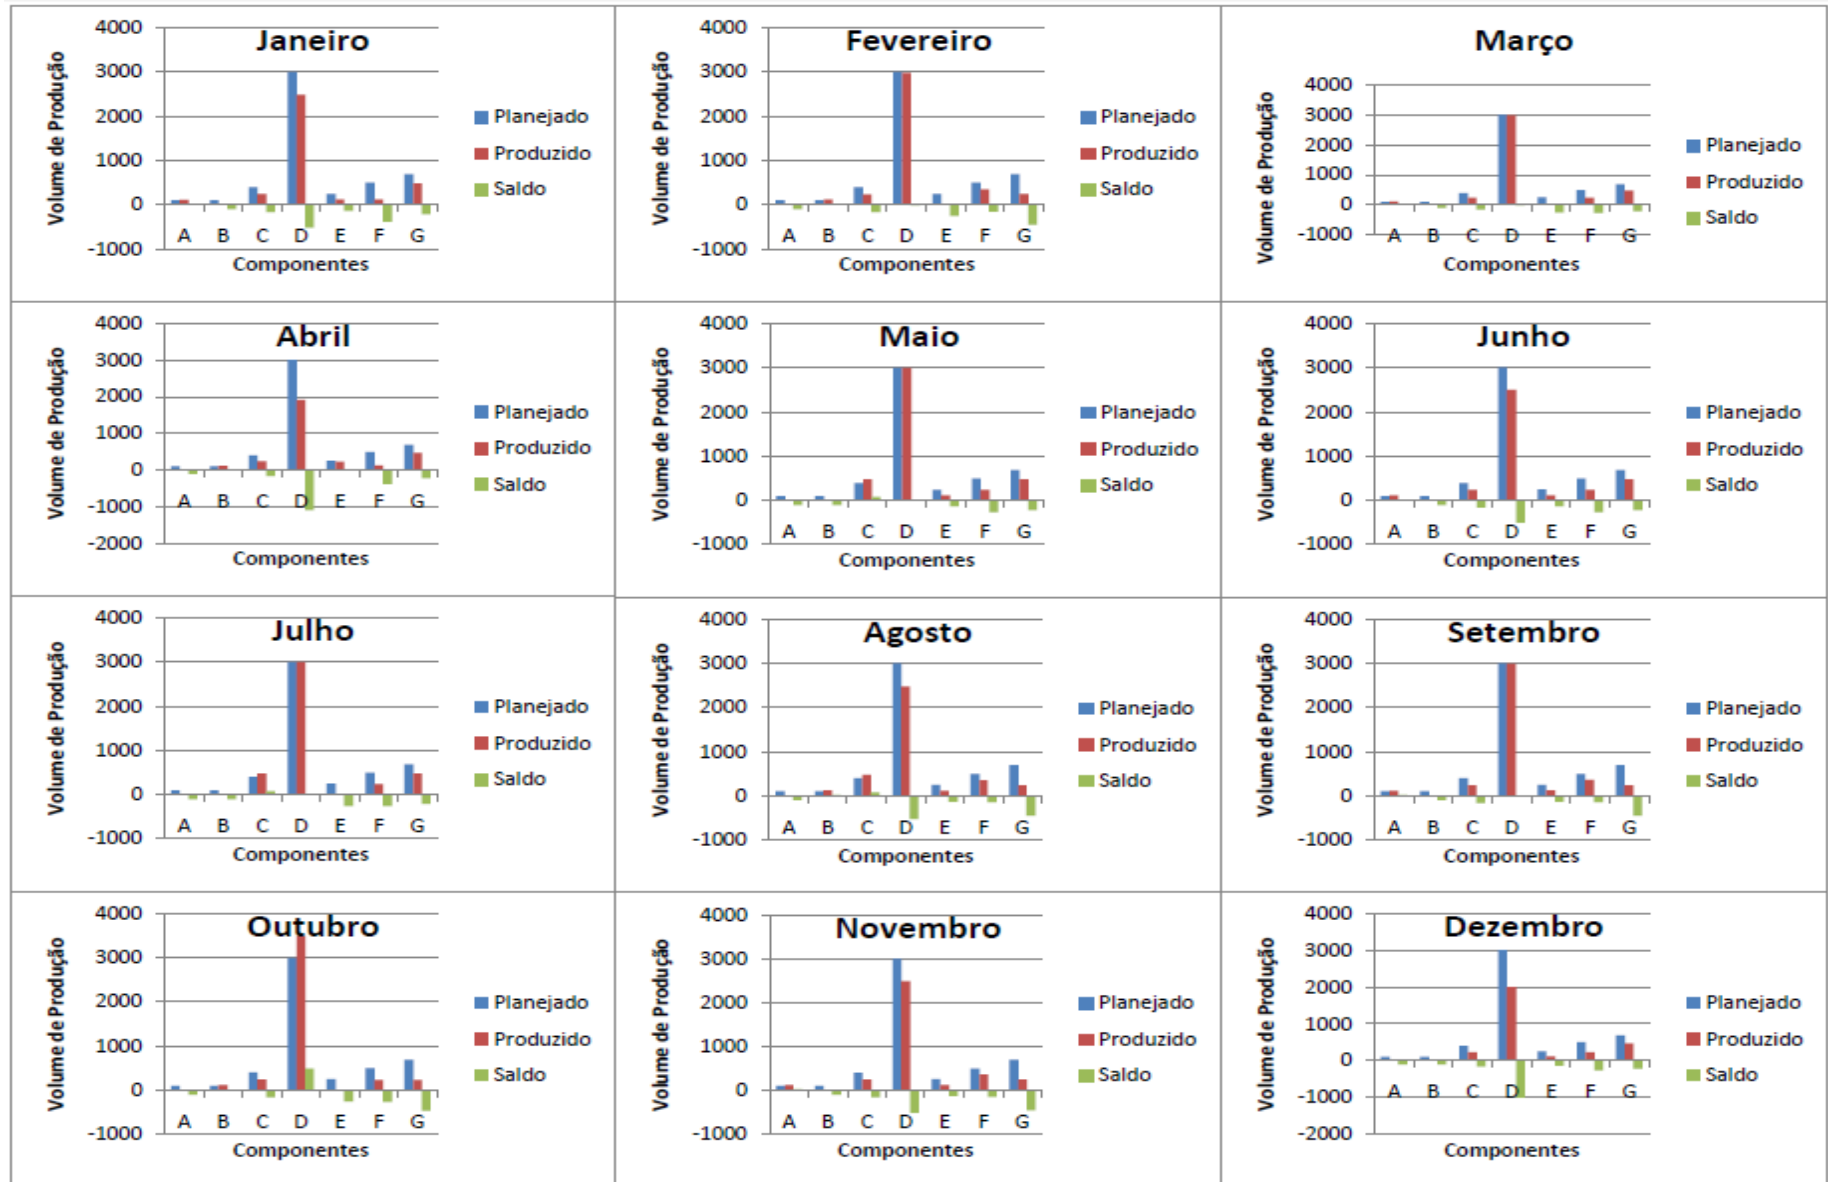 Janeiro
Volume de Produção
4000
3000
2000
1000
0
-1000
A B C D E F G
Componentes
Planejado
Produzido
Saldo
Fevereiro
Volume de Produção
4000
3000
2000
1000
0
-1000
A B C D E F G
Componentes
Planejado
Produzido
Saldo
Março
Volume de Produção
4000
3000
2000
1000
0
-1000
A B C D E F G
Componentes
Planejado
Produzido
Saldo
Abril
Volume de Produção
4000
3000
2000
1000
0
-1000
-2000
A B C D E F G
Componentes
Planejado
Produzido
Saldo
Maio
Volume de Produção
4000
3000
2000
1000
0
-1000
A B C D E F G
Componentes
Planejado
Produzido
Saldo
Junho
Volume de Produção
4000
3000
2000
1000
0
-1000
A B C D E F G
Componentes
Planejado
Produzido
Saldo
Julho
Volume de Produção
4000
3000
2000
1000
0
-1000
A B C D E F G
Componentes
Planejado
Produzido
Saldo
Agosto
Volume de Produção
4000
3000
2000
1000
0
-1000
A B C D E F G
Componentes
Planejado
Produzido
Saldo
Setembro
Volume de Produção
4000
3000
2000
1000
0
-1000
A B C D E F G
Componentes
Planejado
Produzido
Saldo
Outubro
Volume de Produção
4000
3000
2000
1000
0
-1000
A B C D E F G
Componentes
Planejado
Produzido
Saldo
Novembro
Volume de Produção
4000
3000
2000
1000
0
-1000
A B C D E F G
Componentes
Planejado
Produzido
Saldo
Dezembro
Volume de Produção
4000
3000
2000
1000
0
-1000
-2000
A B C D E F G
Componentes
Planejado
Produzido
Saldo